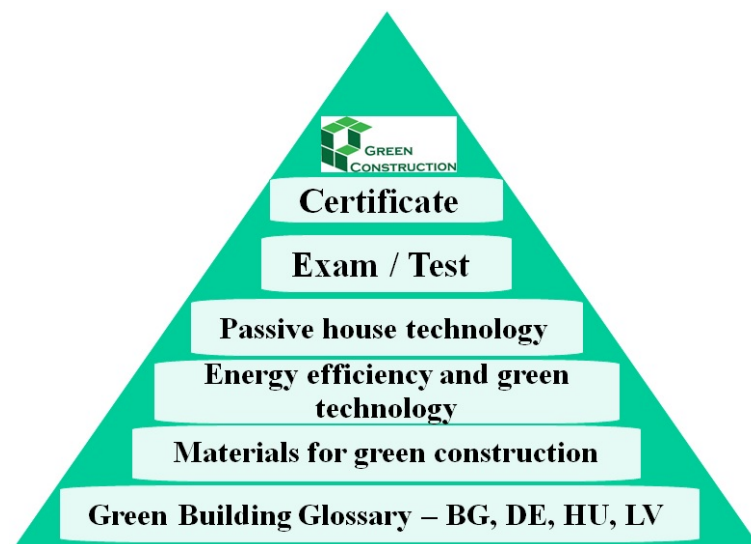 GREEN
CONSTRUCTION
Certificate
Exam / Test
Passive house technology
Energy efficiency and green
technology
Materials for green construction
Green Building Glossary – BG, DE, HU, LV